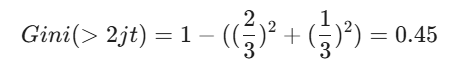 Gini(> 2jt) = 1 − ((2/3)² + (1/3)²) = 0.45